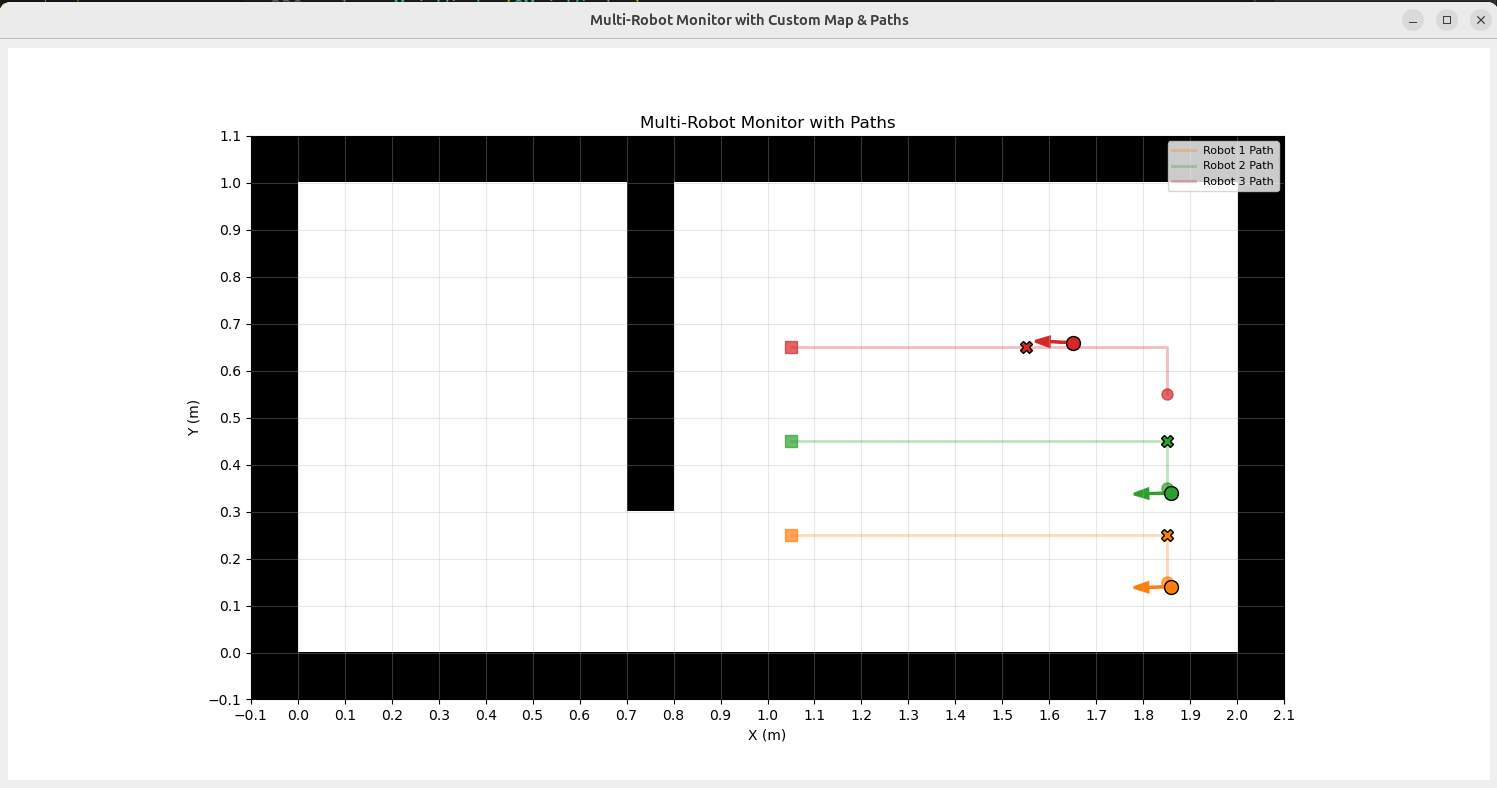 Multi-Robot Monitor with Custom Map & Paths
Multi-Robot Monitor with Paths
Robot 1 Path
Robot 2 Path
Robot 3 Path
1.1
1.0
0.9
0.8
0.7
0.6
0.5
0.4
0.3
0.2
0.1
0.0
−0.1
Y (m)
−0.1 0.0 0.1 0.2 0.3 0.4 0.5 0.6 0.7 0.8 0.9 1.0 1.1 1.2 1.3 1.4 1.5 1.6 1.7 1.8 1.9 2.0 2.1
X (m)